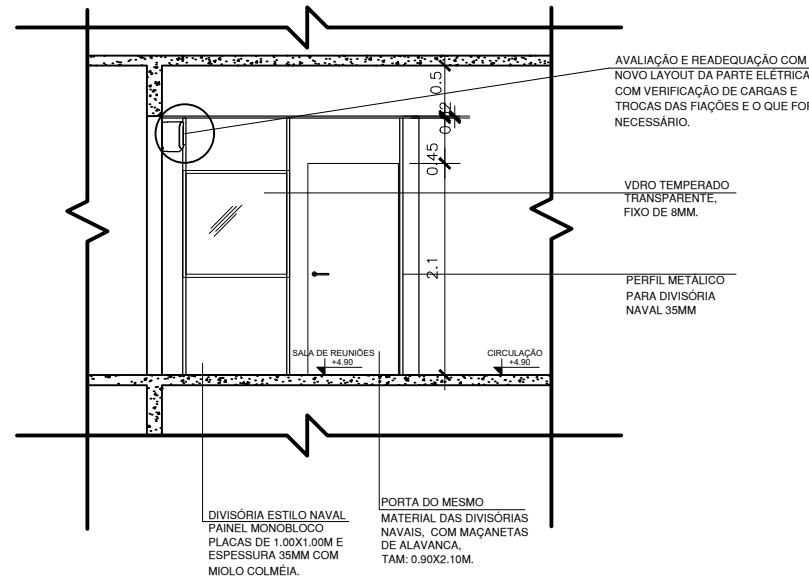 AVALIAÇÃO E READEQUAÇÃO COM
NOVO LAYOUT DA PARTE ELÉTRICA
COM VERIFICAÇÃO DE CARGAS E
TROCAS DAS FIAÇÕES E O QUE FOR
NECESSÁRIO.
0.5
0.45
2.1
VDRO TEMPERADO
TRANSPARENTE,
FIXO DE 8MM.
PERFIL METÁLICO
PARA DIVISÓRIA
NAVAL 35MM
SALA DE REUNIÕES
+4.90
CIRCULAÇÃO
+4.90
DIVISÓRIA ESTILO NAVAL
PAINEL MONOBLOCO
PLACAS DE 1.00X1.00M E
ESPESSURA 35MM COM
MIOLO COLMÉIA.
PORTA DO MESMO
MATERIAL DAS DIVISÓRIAS
NAVAIS, COM MAÇANETAS
DE ALAVANCA,
TAM: 0.90X2.10M.